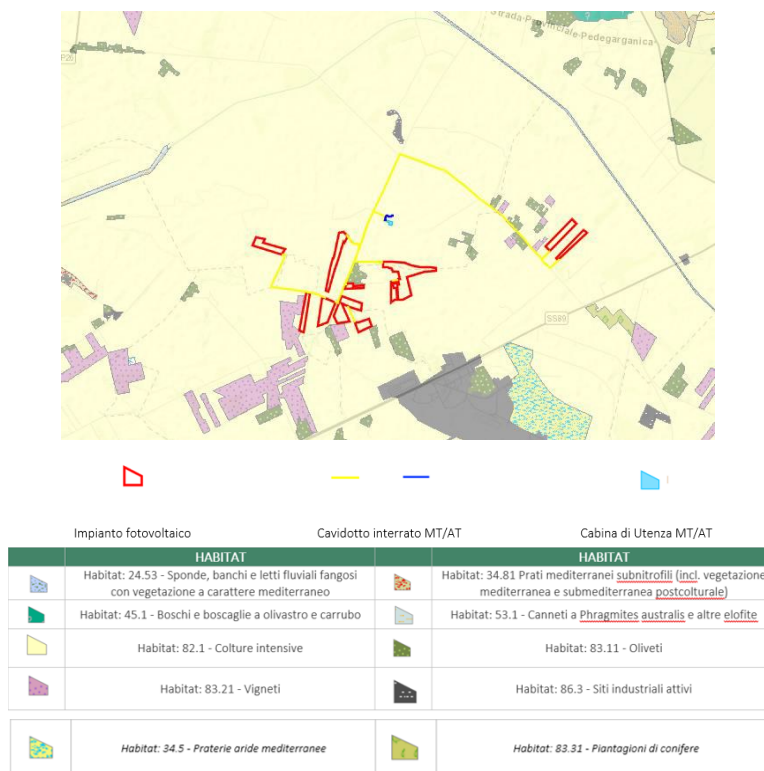 Strada-Provinciale-Pedegarganica
P26
SS89
Impianto fotovoltaico
Cavidotto interrato MT/AT
Cabina di Utenza MT/AT
HABITAT
HABITAT
Habitat: 24.53 - Sponde, banchi e letti fluviali fangosi
con vegetazione a carattere mediterraneo
Habitat: 34.81 Prati mediterranei subnitrofili (incl. vegetazione
mediterranea e submediterranea postcolturale)
Habitat: 45.1 - Boschi e boscaglie a olivastro e carrubo
Habitat: 53.1 - Canneti a Phragmites australis e altre elofite
Habitat: 82.1 - Colture intensive
Habitat: 83.11 - Oliveti
Habitat: 83.21 - Vigneti
Habitat: 86.3 - Siti industriali attivi
Habitat: 34.5 - Praterie aride mediterranee
Habitat: 83.31 - Piantagioni di conifere